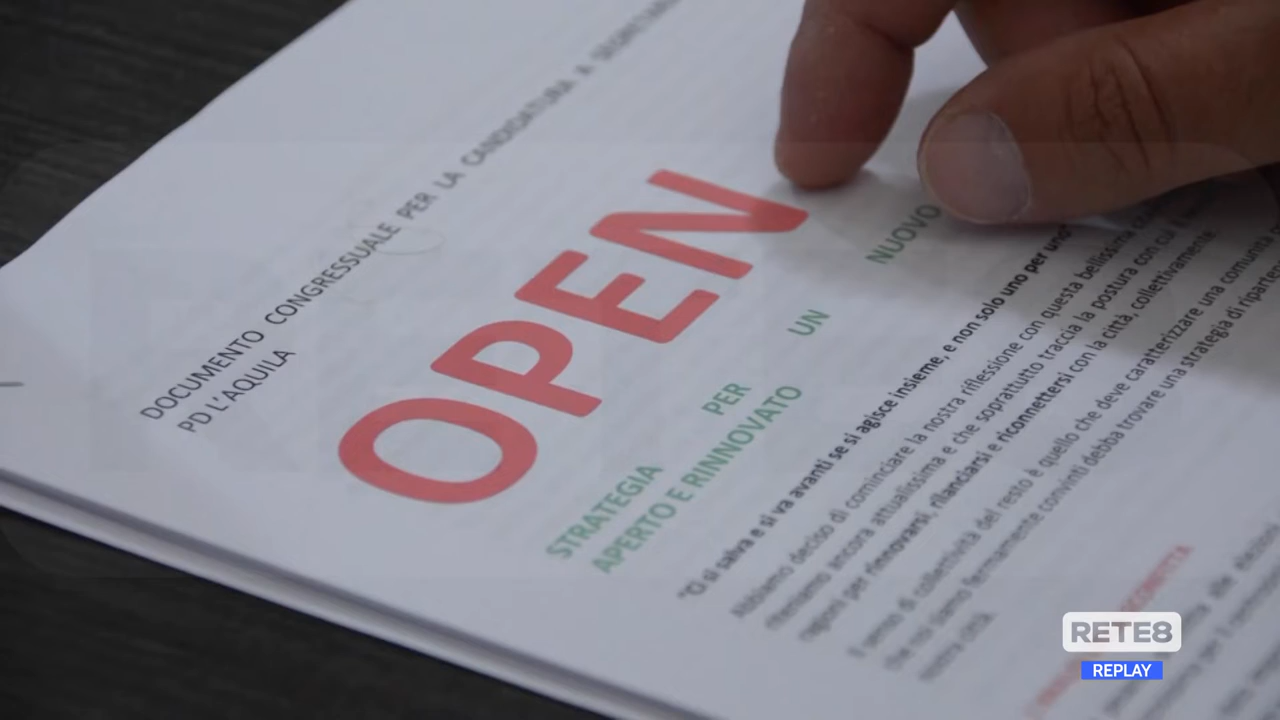 DOCUMENTO CONGRESSUALE PER LA CANDIDATURA A SEGRETARIO
PD L'AQUILA
OPEN
STRATEGIA PER UN NUOVO
APERTO E RINNOVATO
"O si salva e si va avanti se si agisce insieme, e non solo uno per uno"
Abbiamo deciso di cominciare la nostra riflessione con questa bellissima
riteniamo ancora attualissima e che soprattutto traccia la postura con cui
ragioni per rinnovarsi, rilanciarsi e riconnettersi con la città, collettivamente.
Il senso di collettività del resto è quello che deve caratterizzare una comunità
che noi siamo fermamente convinti debba trovare una strategia di ripartenza
nostra città.
RETE8
REPLAY